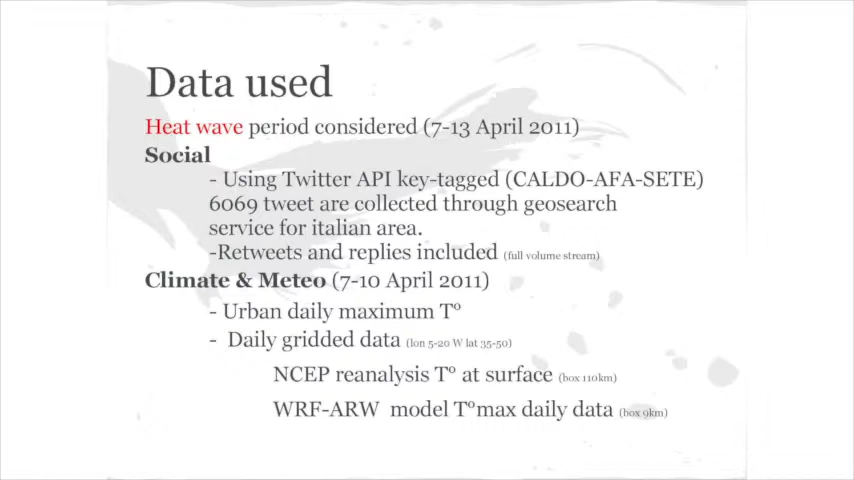 Data used
Heat wave period considered (7-13 April 2011)
Social
- Using Twitter API key-tagged (CALDO-AFA-SETE)
6069 tweet are collected through geosearch
service for italian area.
-Retweets and replies included (full volume stream)
Climate & Meteo (7-10 April 2011)
- Urban daily maximum T°
- Daily gridded data (lon 5-20 W lat 35-50)
NCEP reanalysis T° at surface (box 110km)
WRF-ARW model T°max daily data (box 9km)